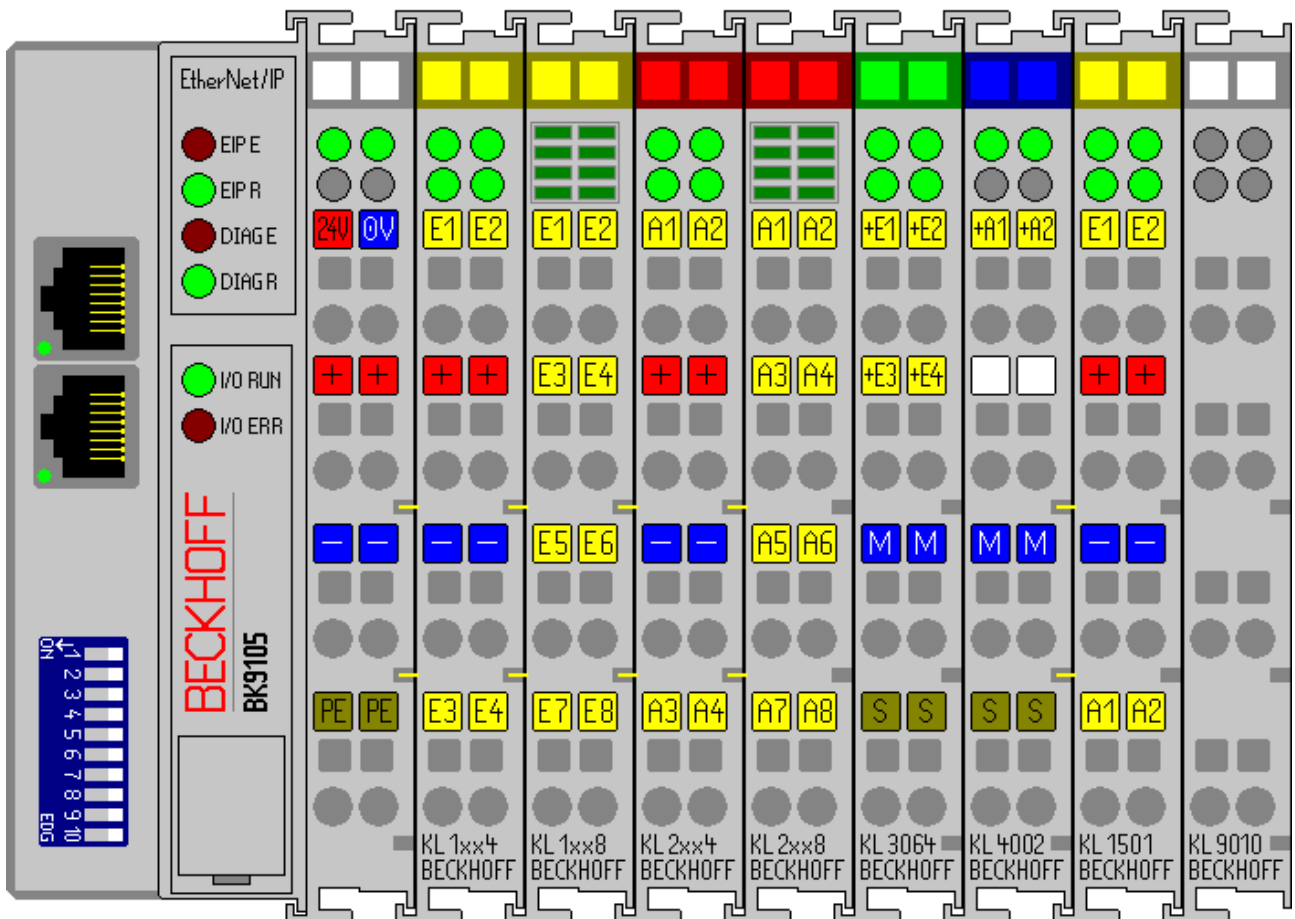 EtherNet/IP
EIP E
EIP R
DIAG E
DIAG R
I/O RUN
I/O ERR
BECKHOFF
BK9105
ON
1 2 3 4 5 6 7 8 9 10
EDG
24V 0V E1 E2 E1 E2 A1 A2 A1 A2 +E1 +E2 +A1 +A2 E1 E2
+ + + + E3 E4 + + A3 A4 +E3 +E4 + +
- - - - E5 E6 - - A5 A6 M M M M - -
PE PE E3 E4 E7 E8 A3 A4 A7 A8 S S S S A1 A2
KL 1xx4 KL 1xx8 KL 2xx4 KL 2xx8 KL 3064 KL 4002 KL 1501 KL 9010
BECKHOFF BECKHOFF BECKHOFF BECKHOFF BECKHOFF BECKHOFF BECKHOFF BECKHOFF